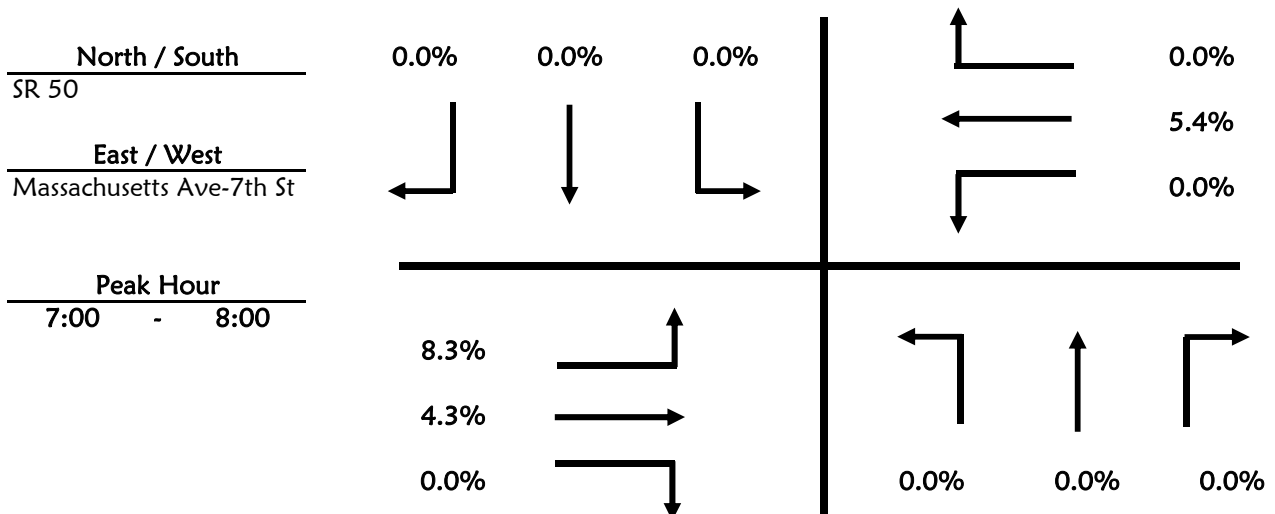 North / South
SR 50
East / West
Massachusetts Ave-7th St
Peak Hour
7:00 - 8:00
0.0% 0.0% 0.0%
0.0%
5.4%
0.0%
8.3%
4.3%
0.0%
0.0% 0.0% 0.0%